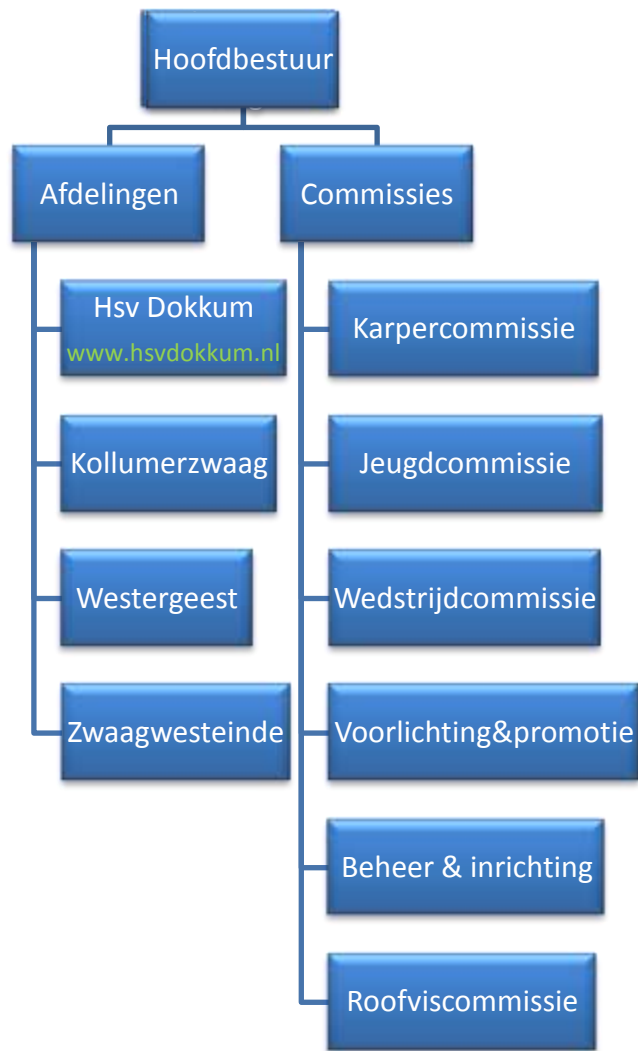 Hoofdbestuur
Afdelingen
Commissies
Hsv Dokkum
www.hsvdokkum.nl
Kollumerzwaag
Westergeest
Zwaagwesteinde
Karpercommissie
Jeugdcommissie
Wedstrijdcommissie
Voorlichting&promotie
Beheer & inrichting
Roofviscommissie